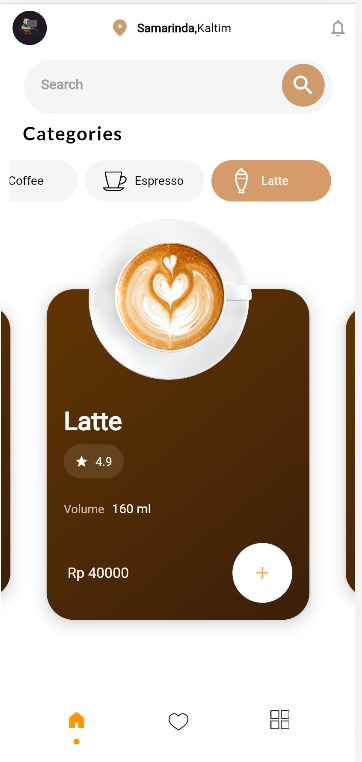 Samarinda,Kaltim
Search
Categories
Coffee
Espresso
Latte
Latte
4.9
Volume 160 ml
Rp 40000
+